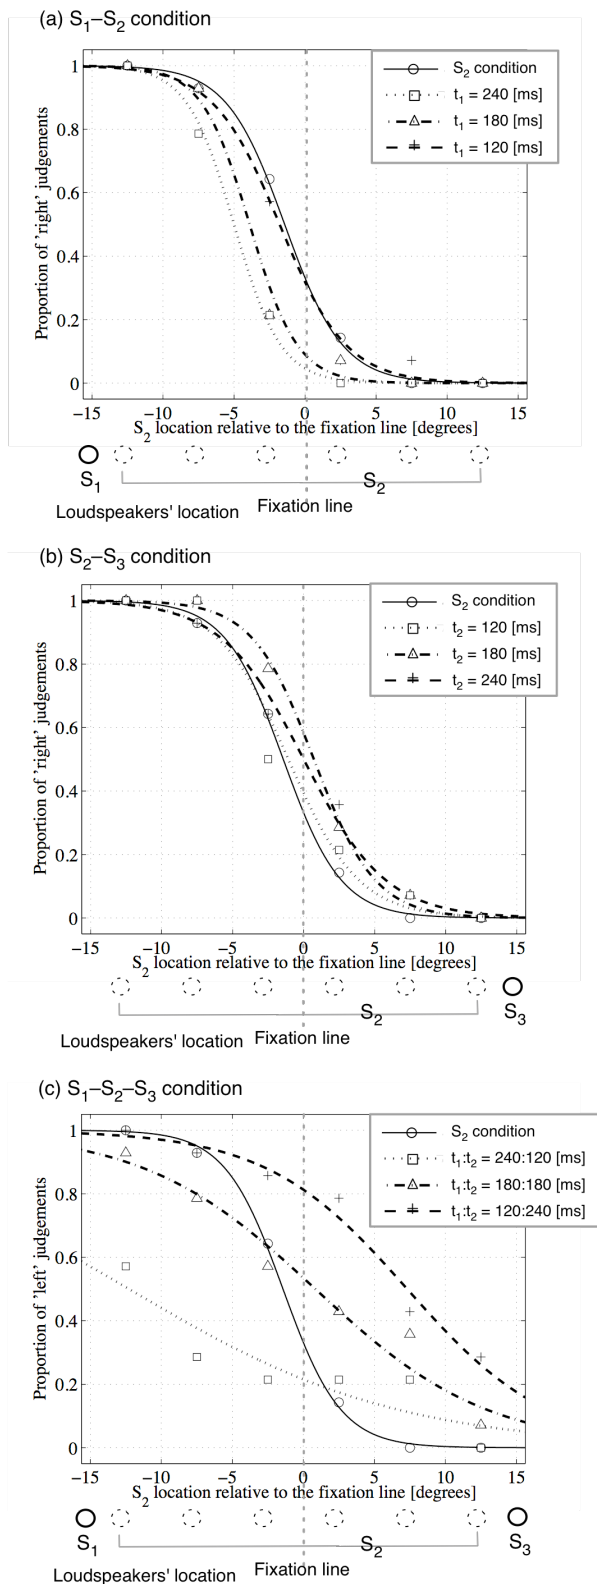 (a) S1–S2 condition
1
0.8
0.6
0.4
0.2
0
Proportion of 'right' judgements
S2 condition
t1 = 240 [ms]
t1 = 180 [ms]
t1 = 120 [ms]
−15 −10 −5 0 5 10 15
S2 location relative to the fixation line [degrees]
S1
S2
Loudspeakers' location
Fixation line
(b) S2–S3 condition
1
0.8
0.6
0.4
0.2
0
Proportion of 'right' judgements
S2 condition
t2 = 120 [ms]
t2 = 180 [ms]
t2 = 240 [ms]
−15 −10 −5 0 5 10 15
S2 location relative to the fixation line [degrees]
S2
S3
Loudspeakers' location
Fixation line
(c) S1–S2–S3 condition
1
0.8
0.6
0.4
0.2
0
Proportion of 'left' judgements
S2 condition
t1:t2 = 240:120 [ms]
t1:t2 = 180:180 [ms]
t1:t2 = 120:240 [ms]
−15 −10 −5 0 5 10 15
S2 location relative to the fixation line [degrees]
S1
S2
S3
Loudspeakers' location
Fixation line